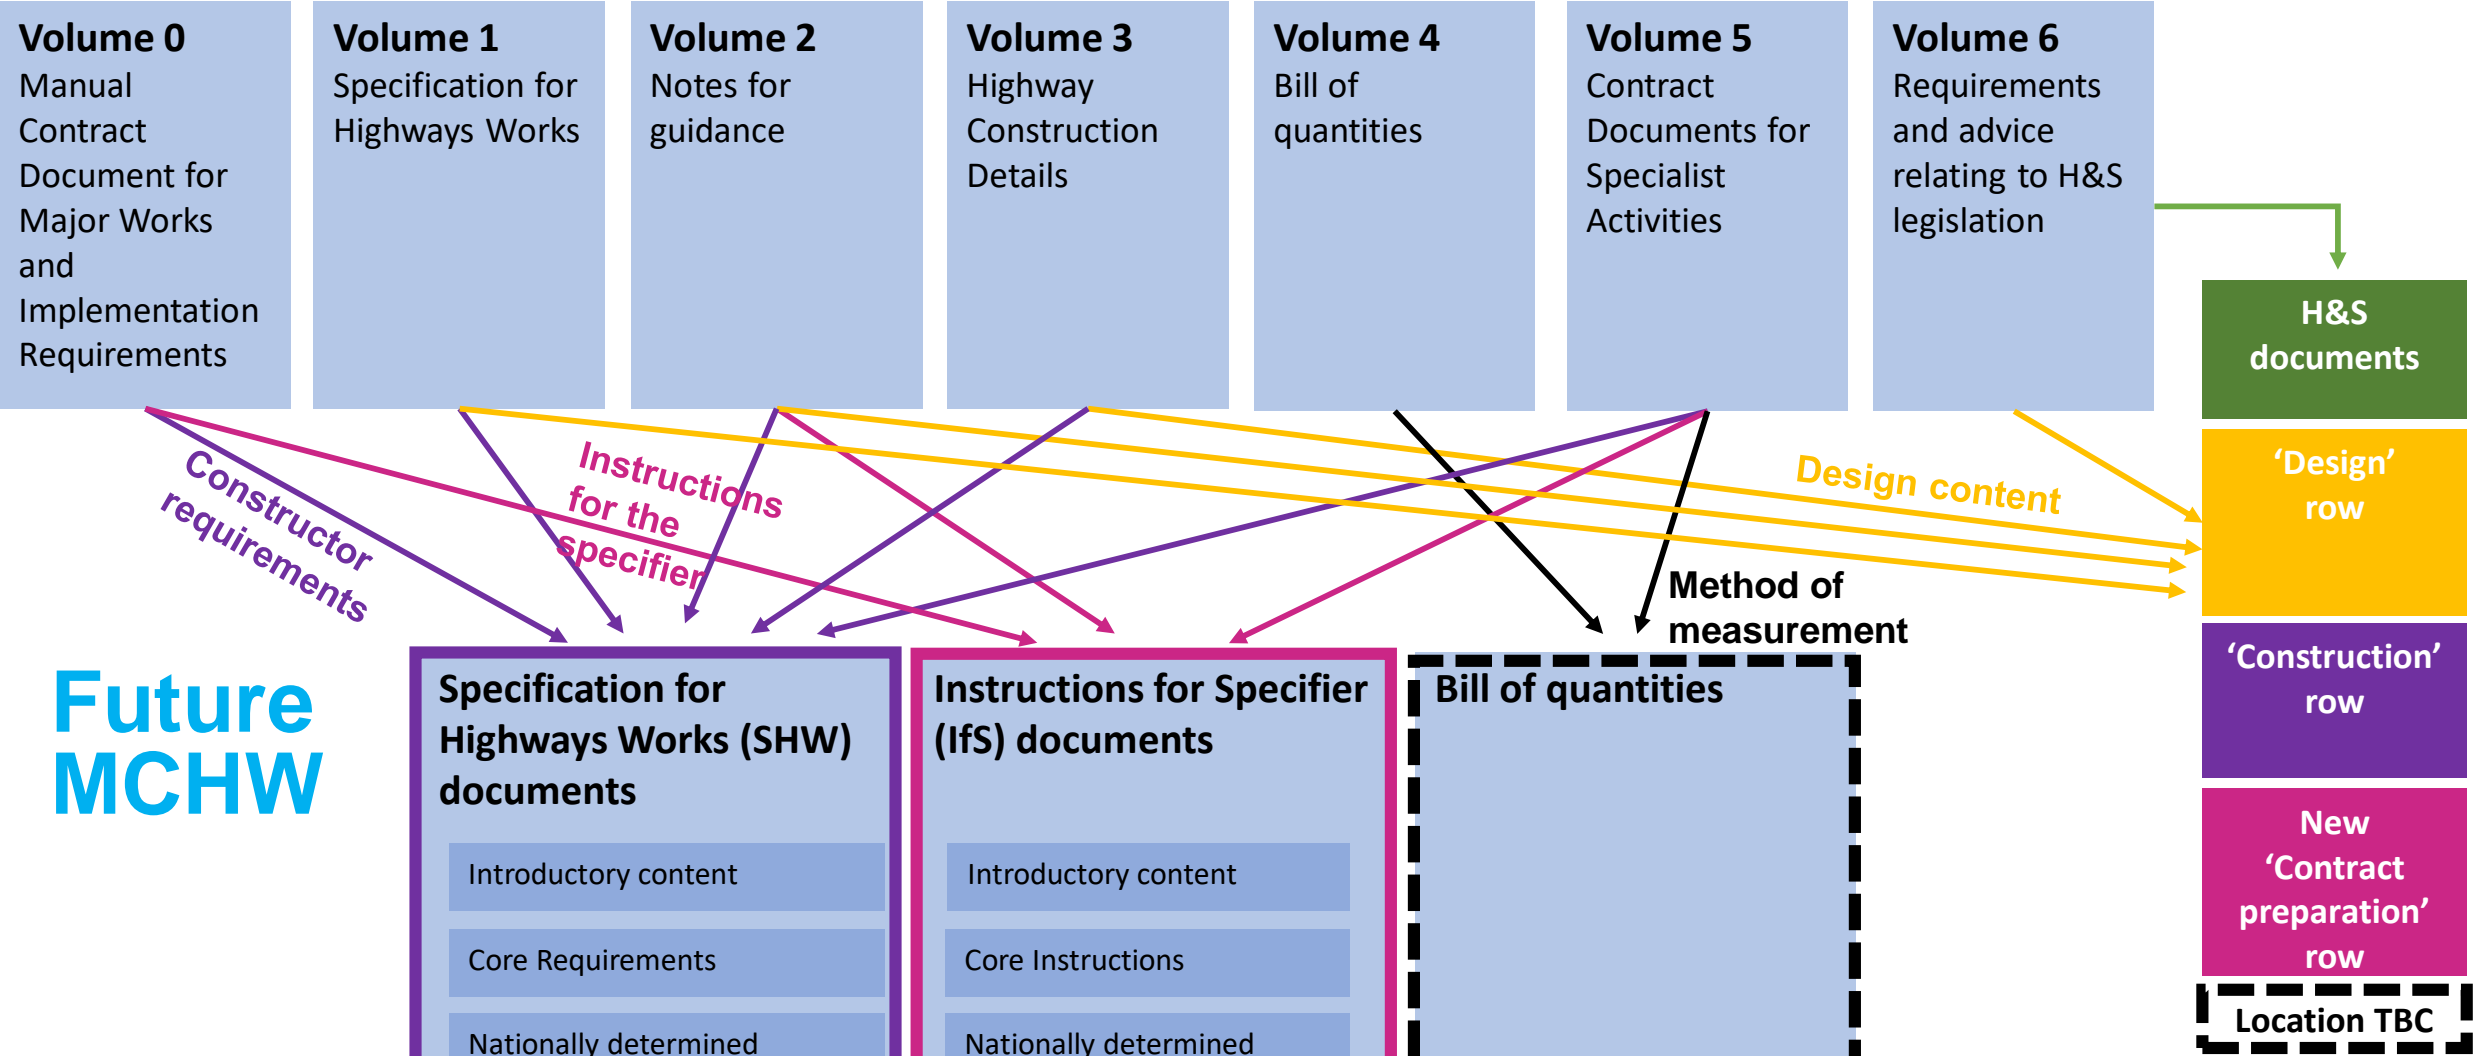 Volume 0
Manual
Contract
Document for
Major Works
and
Implementation
Requirements
Volume 1
Specification for
Highways Works
Volume 2
Notes for
guidance
Volume 3
Highway
Construction
Details
Volume 4
Bill of
quantities
Volume 5
Contract
Documents for
Specialist
Activities
Volume 6
Requirements
and advice
relating to H&S
legislation
H&S
documents
‘Design’
row
‘Construction’
row
New
‘Contract
preparation’
row
Location TBC
Constructor
requirements
Instructions
for the
specifier
Design content
Method of
measurement
Future
MCHW
Specification for
Highways Works (SHW)
documents
Introductory content
Core Requirements
Nationally determined
Instructions for Specifier
(IfS) documents
Introductory content
Core Instructions
Nationally determined
Bill of quantities